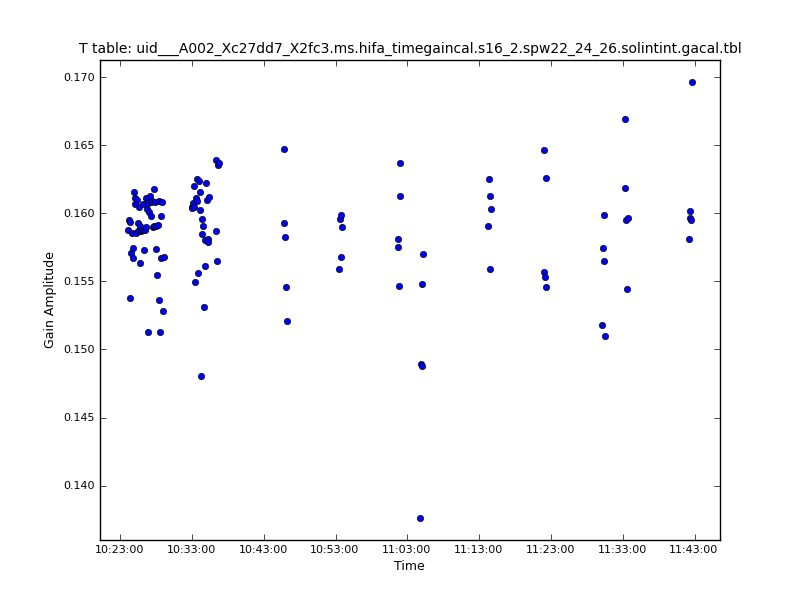 T table: uid___A002_Xc27dd7_X2fc3.ms.hifa_timegaincal.s16_2.spw22_24_26.solintint.gacal.tbl
0.170
0.165
0.160
0.155
0.150
0.145
0.140
Gain Amplitude
10:23:00 10:33:00 10:43:00 10:53:00 11:03:00 11:13:00 11:23:00 11:33:00 11:43:00
Time